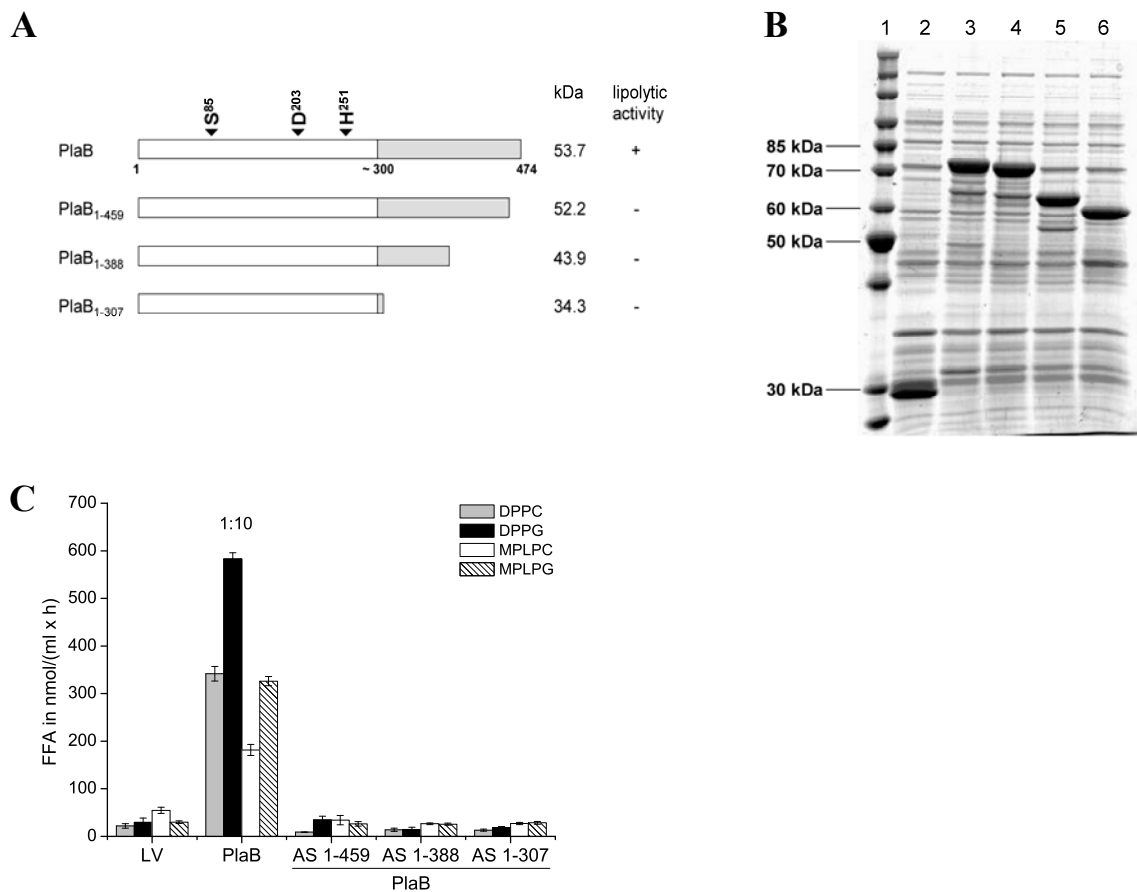 A
kDa lipolytic activity
S85 D203 H251
PlaB 53.7 +
1 ~ 300 474
PlaB1-459 52.2 -
PlaB1-388 43.9 -
PlaB1-307 34.3 -
B
1 2 3 4 5 6
85 kDa
70 kDa
60 kDa
50 kDa
30 kDa
C
FFA in nmol/(ml x h)
700
600
500
400
300
200
100
0
1:10
DPPC
DPPG
MPLPC
MPLPG
LV PlaB AS 1-459 AS 1-388 AS 1-307
PlaB